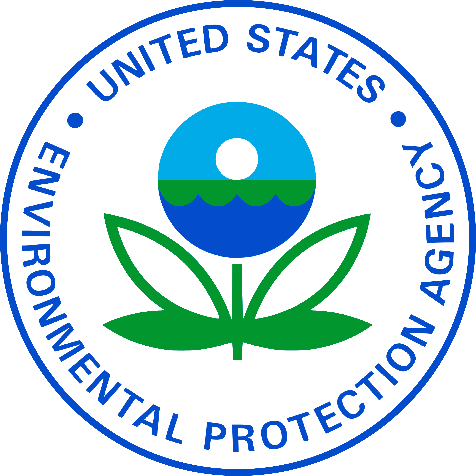 UNITED STATES
ENVIRONMENTAL PROTECTION AGENCY